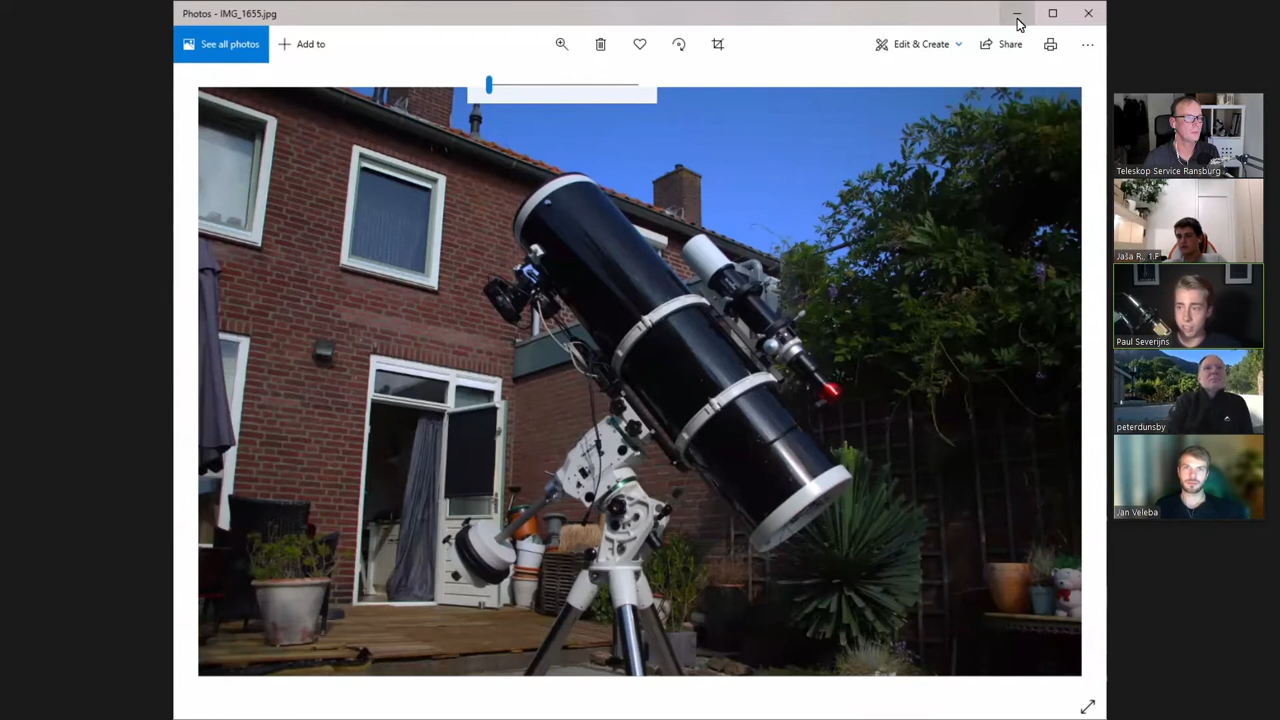 Photos - IMG_1655.jpg
See all photos
Add to
Edit & Create
Share
Teleskop Service Ransburg
Jaša R., 1.F
Paul Severijns
peterdunsby
Jan Veleba